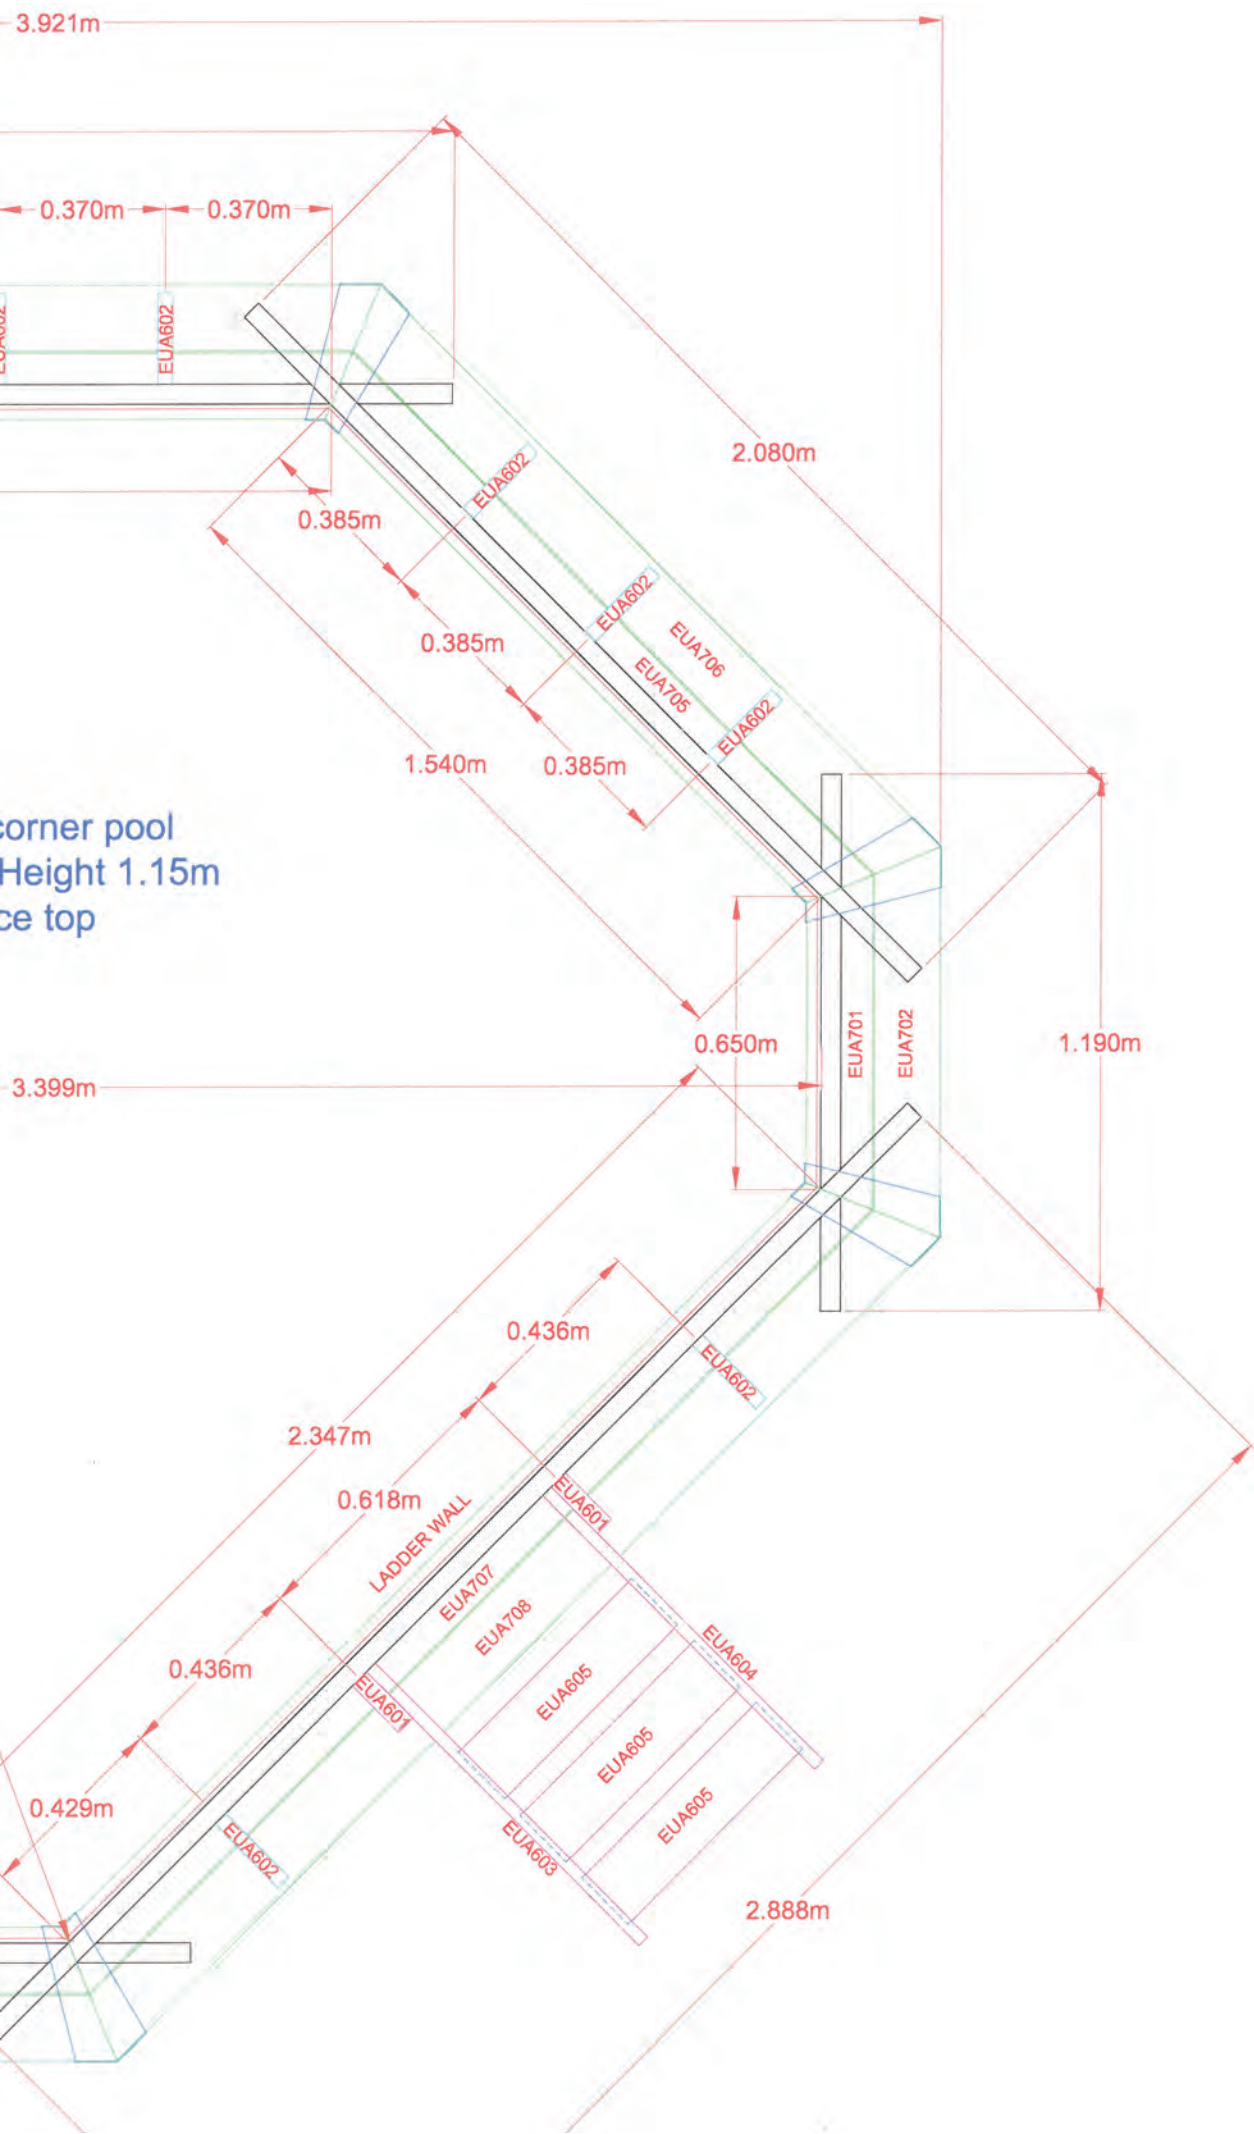 3.921m
0.370m
0.370m
EUA602
EUA602
2.080m
EUA602
0.385m
EUA602
EUA706
0.385m
EUA705
EUA602
1.540m
0.385m
corner pool
Height 1.15m
ce top
0.650m
EUA701
EUA702
1.190m
3.399m
0.436m
EUA602
2.347m
0.618m
EUA601
LADDER WALL
EUA707
EUA708
EUA604
0.436m
EUA605
EUA601
EUA605
0.429m
EUA605
EUA602
EUA603
2.888m